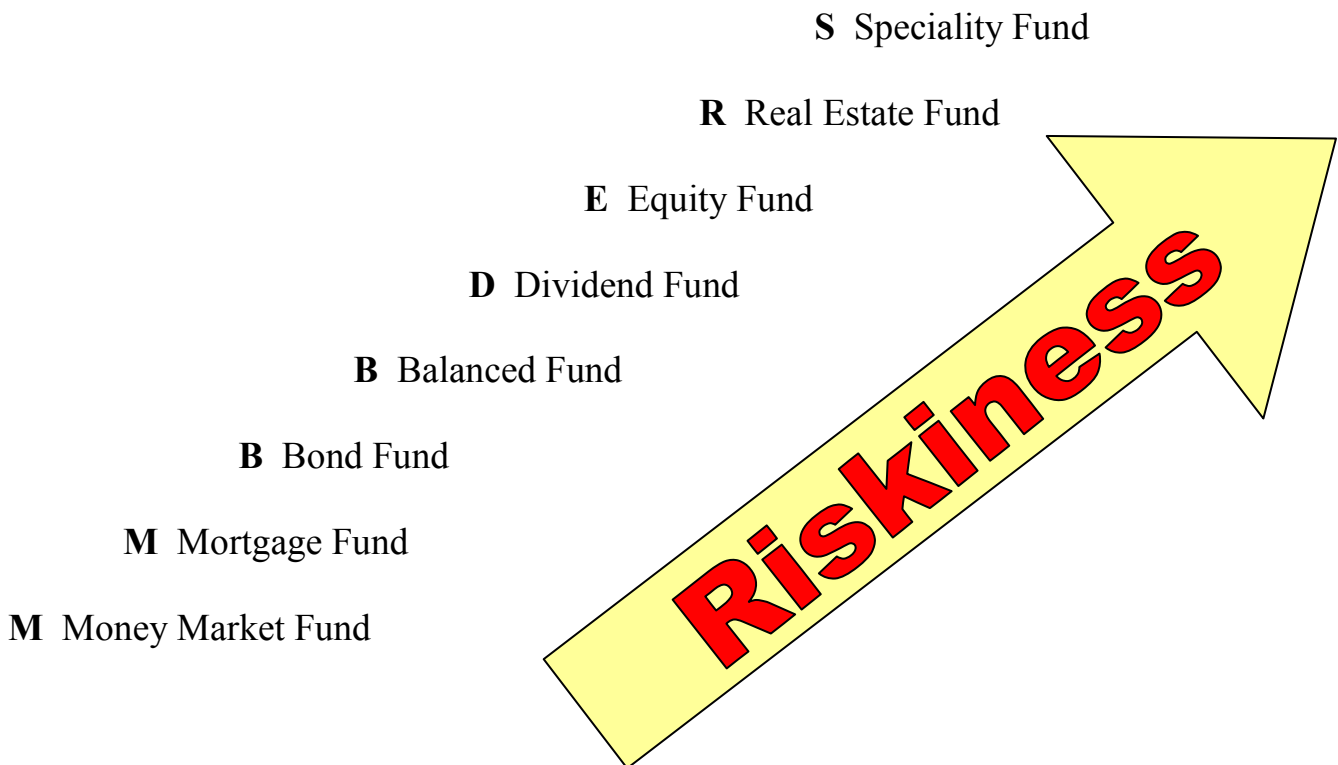 S Speciality Fund
R Real Estate Fund
E Equity Fund
D Dividend Fund
B Balanced Fund
B Bond Fund
M Mortgage Fund
M Money Market Fund
Riskiness